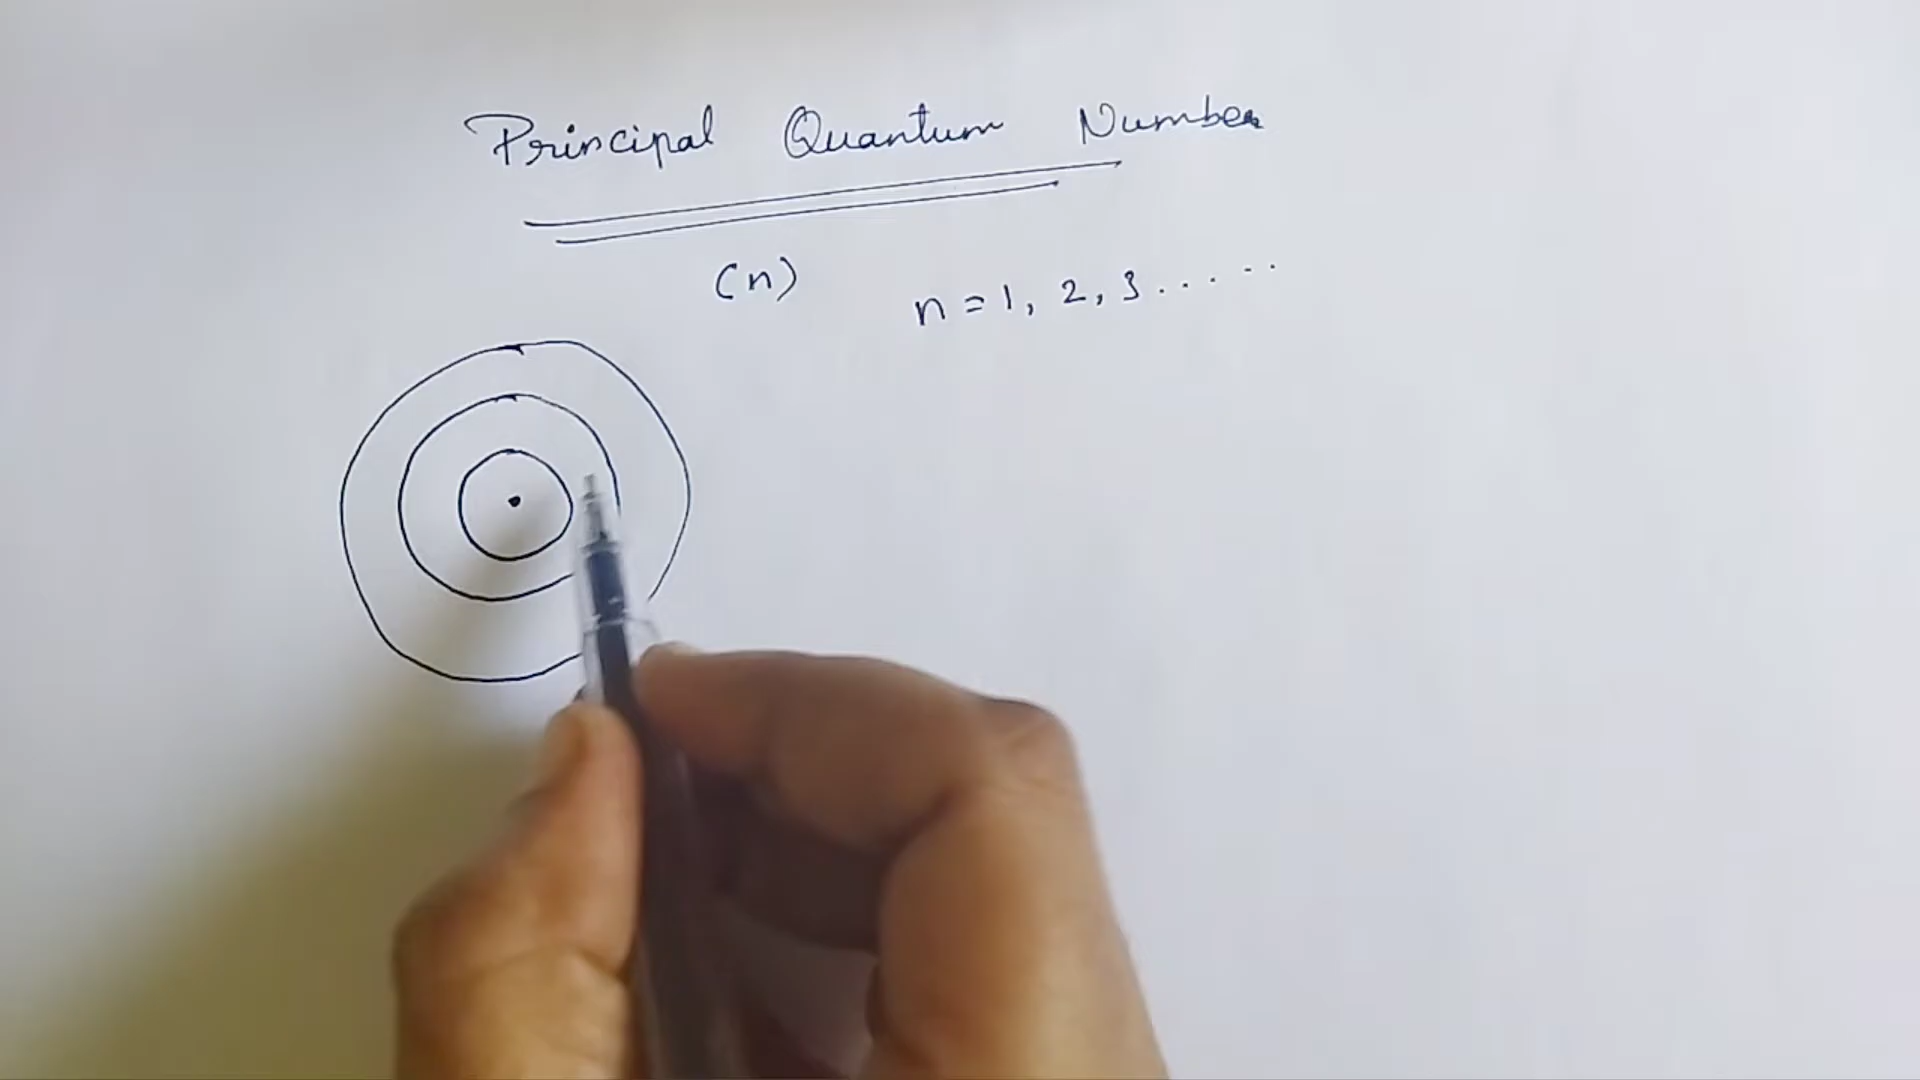 Principal Quantum Number
(n)
n = 1, 2, 3 . . . . . .